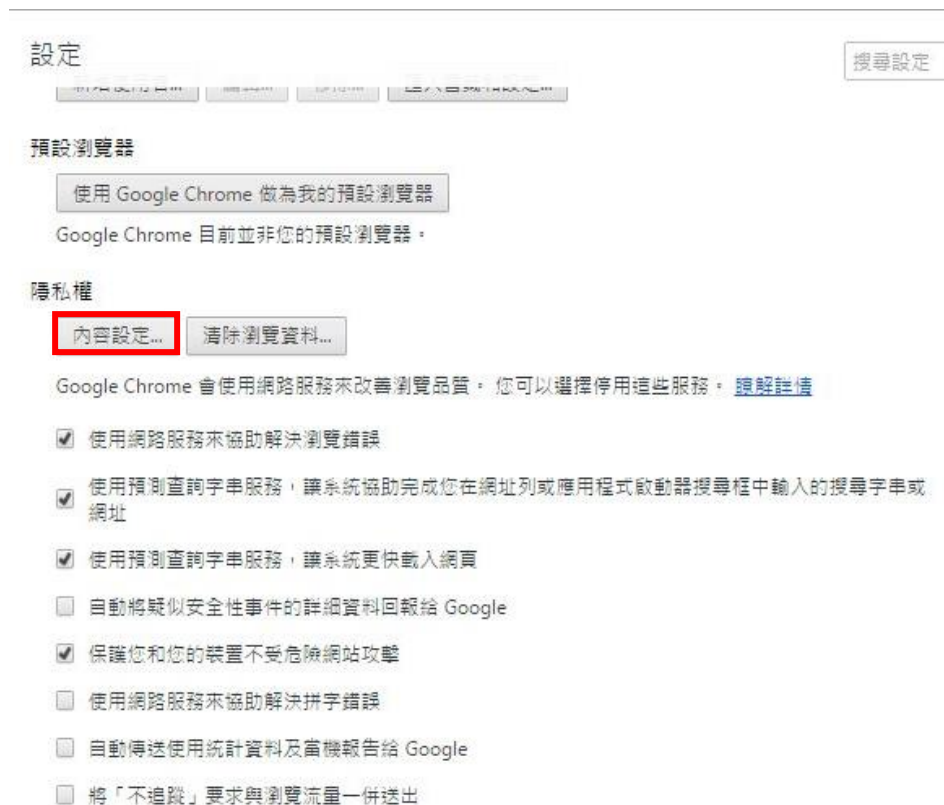 設定
搜尋設定
預設瀏覽器
使用 Google Chrome 做為我的預設瀏覽器
Google Chrome 目前並非您的預設瀏覽器。
隱私權
內容設定... 清除瀏覽資料...
Google Chrome 會使用網路服務來改善瀏覽品質。 您可以選擇停用這些服務。 瞭解詳情
使用網路服務來協助解決瀏覽錯誤
使用預測查詢字串服務，讓系統協助完成您在網址列或應用程式啟動器搜尋框中輸入的搜尋字串或
網址
使用預測查詢字串服務，讓系統更快載入網頁
自動將疑似安全性事件的詳細資料回報給 Google
保護您和您的裝置不受危險網站攻擊
使用網路服務來協助解決拼字錯誤
自動傳送使用統計資料及當機報告給 Google
將「不追蹤」要求與瀏覽流量一併送出